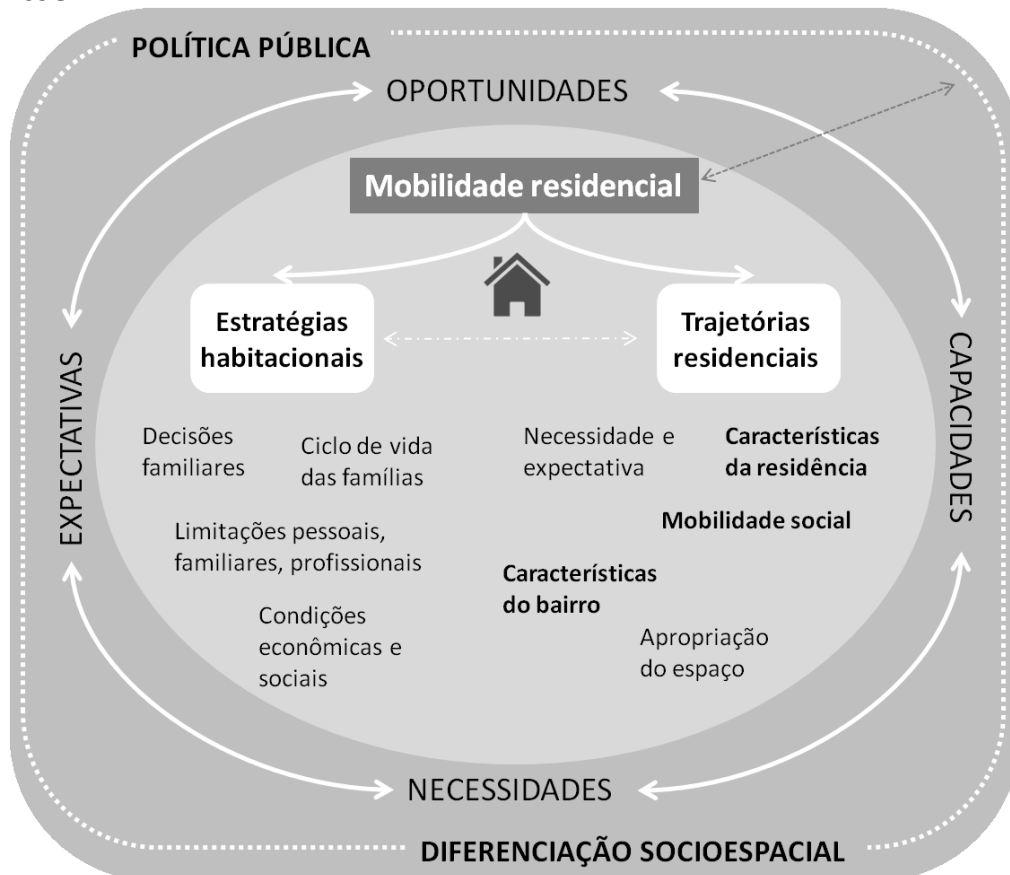 POLÍTICA PÚBLICA
OPORTUNIDADES
Mobilidade residencial
Estratégias
habitacionais
Trajetórias
residenciais
EXPECTATIVAS
CAPACIDADES
Decisões
familiares
Ciclo de vida
das famílias
Necessidade e
expectativa
Características
da residência
Limitações pessoais,
familiares, profissionais
Mobilidade social
Características
do bairro
Condições
econômicas e
sociais
Apropriação
do espaço
NECESSIDADES
DIFERENCIAÇÃO SOCIOESPACIAL